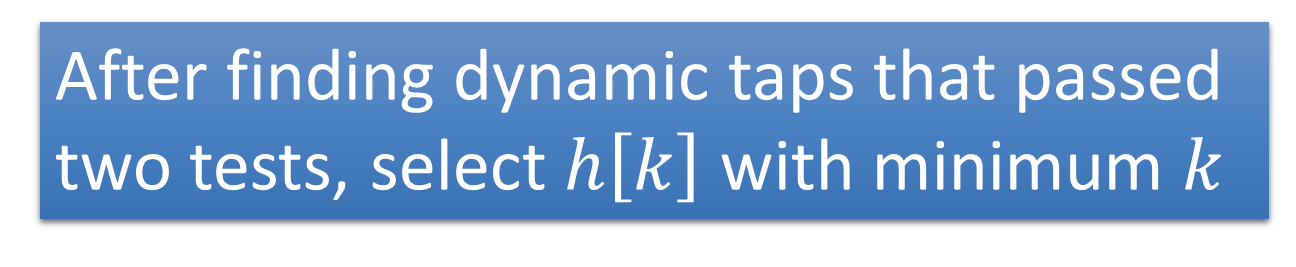 After finding dynamic taps that passed
two tests, select h[k] with minimum k